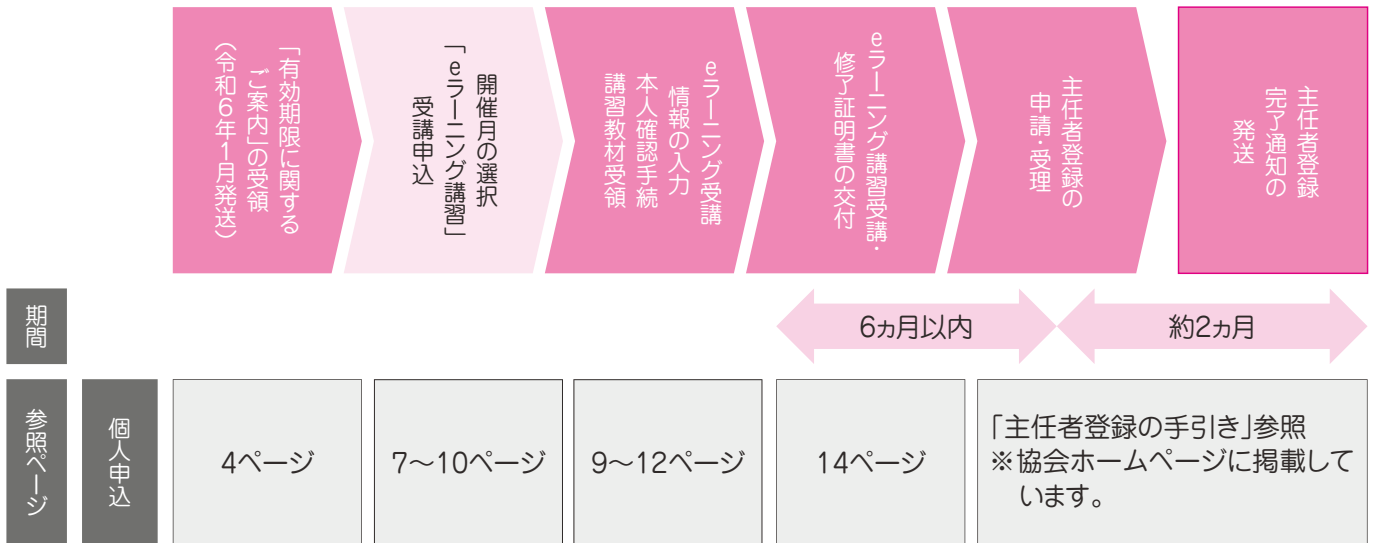 「有効期限に関する
ご案内」の受領
（令和6年1月発送）
開催月の選択
「eラーニング講習」
受講申込
eラーニング受講
情報の入力
本人確認手続
講習教材受領
eラーニング講習受講・
修了証明書の交付
主任者登録の
申請・受理
主任者登録
完了通知の
発送
期間
6ヵ月以内
約2ヵ月
参照ページ
個人申込
4ページ
7～10ページ
9～12ページ
14ページ
「主任者登録の手引き」参照
※協会ホームページに掲載して
います。